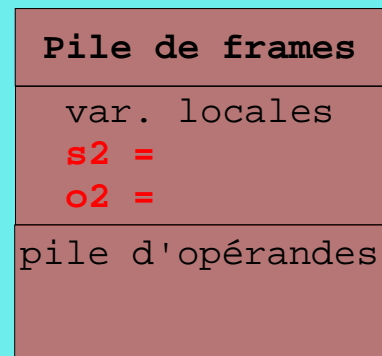 Pile de frames
var. locales
s2 =
o2 =
pile d'opérandes